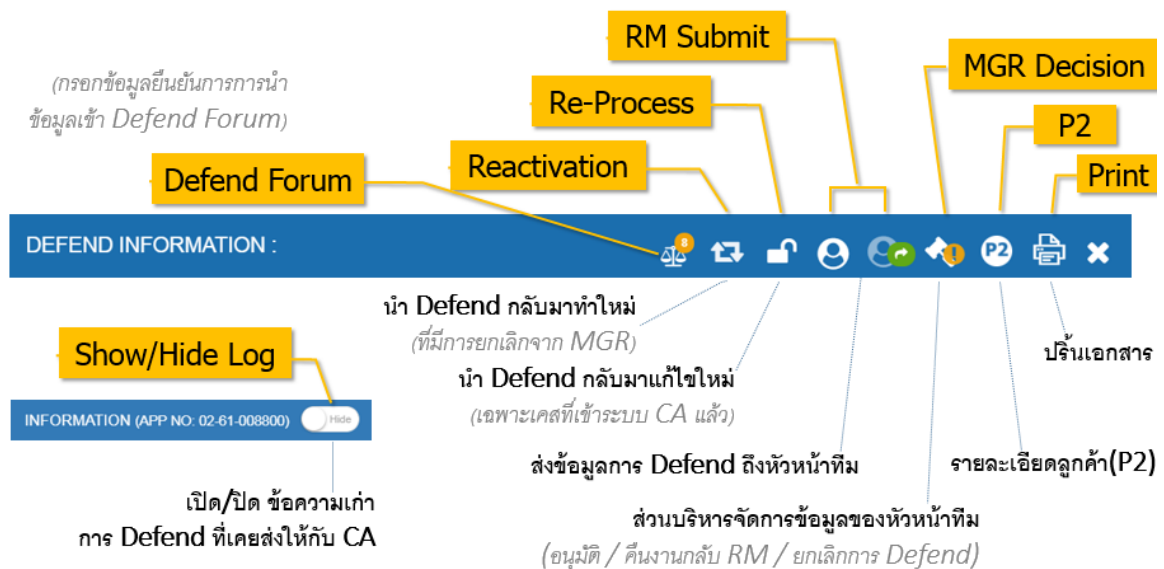 RM Submit
MGR Decision
(กรอกข้อมูลยืนยันการการนำ
ข้อมูลเข้า Defend Forum)
Re-Process
P2
Defend Forum
Reactivation
Print
DEFEND INFORMATION :
8
P2
นำ Defend กลับมาทำใหม่
(ที่มีการยกเลิกจาก MGR)
ปริ้นเอกสาร
Show/Hide Log
นำ Defend กลับมาแก้ไขใหม่
(เฉพาะเคสที่เข้าระบบ CA แล้ว)
INFORMATION (APP NO: 02-61-008800)
Hide
ส่งข้อมูลการ Defend ถึงหัวหน้าทีม
รายละเอียดลูกค้า(P2)
เปิด/ปิด ข้อความเก่า
การ Defend ที่เคยส่งให้กับ CA
ส่วนบริหารจัดการข้อมูลของหัวหน้าทีม
(อนุมัติ / คืนงานกลับ RM / ยกเลิกการ Defend)